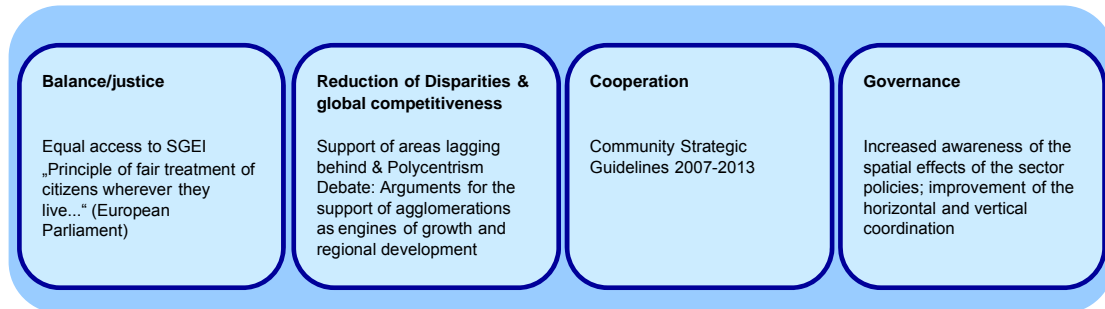 Balance/justice
Equal access to SGEI
„Principle of fair treatment of
citizens wherever they
live...“ (European
Parliament)
Reduction of Disparities &
global competitiveness
Support of areas lagging
behind & Polycentrism
Debate: Arguments for the
support of agglomerations
as engines of growth and
regional development
Cooperation
Community Strategic
Guidelines 2007-2013
Governance
Increased awareness of the
spatial effects of the sector
policies; improvement of the
horizontal and vertical
coordination